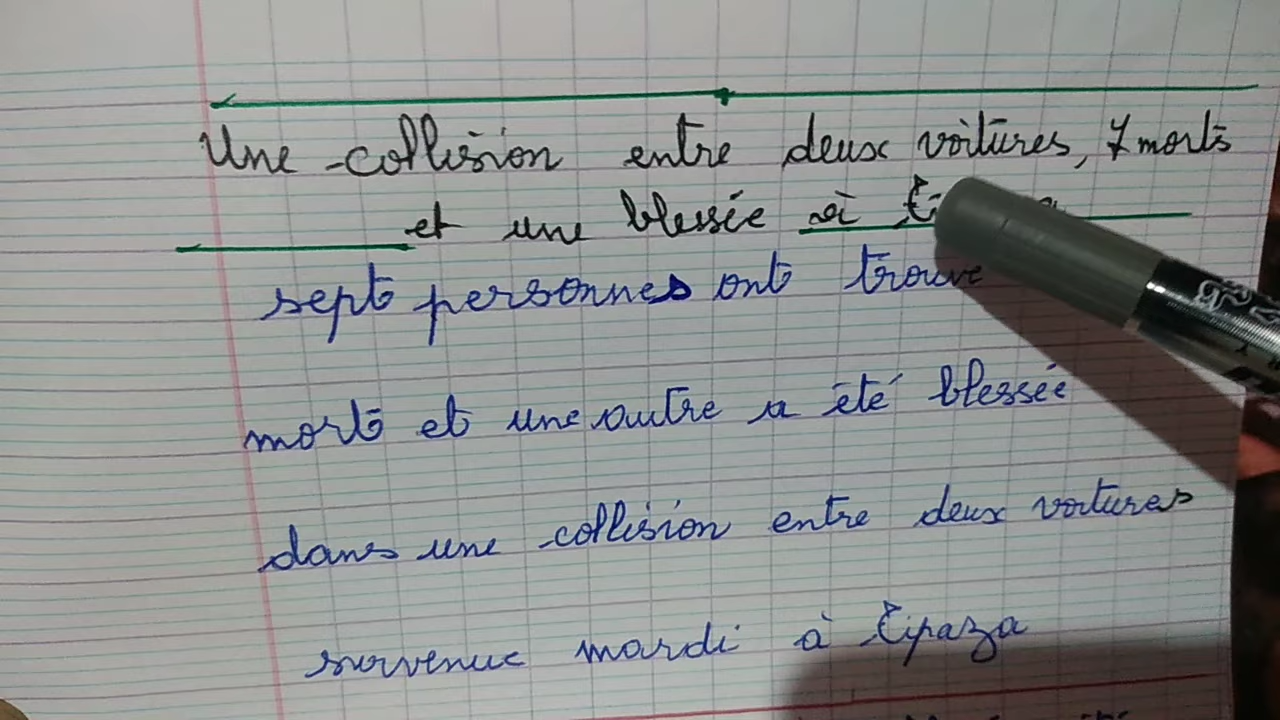 Une collision entre deux voitures, 7 morts
et une blessée à
sept personnes ont trouvé
mort et une autre a été blessée
dans une collision entre deux voitures
survenue mardi à Tipaza